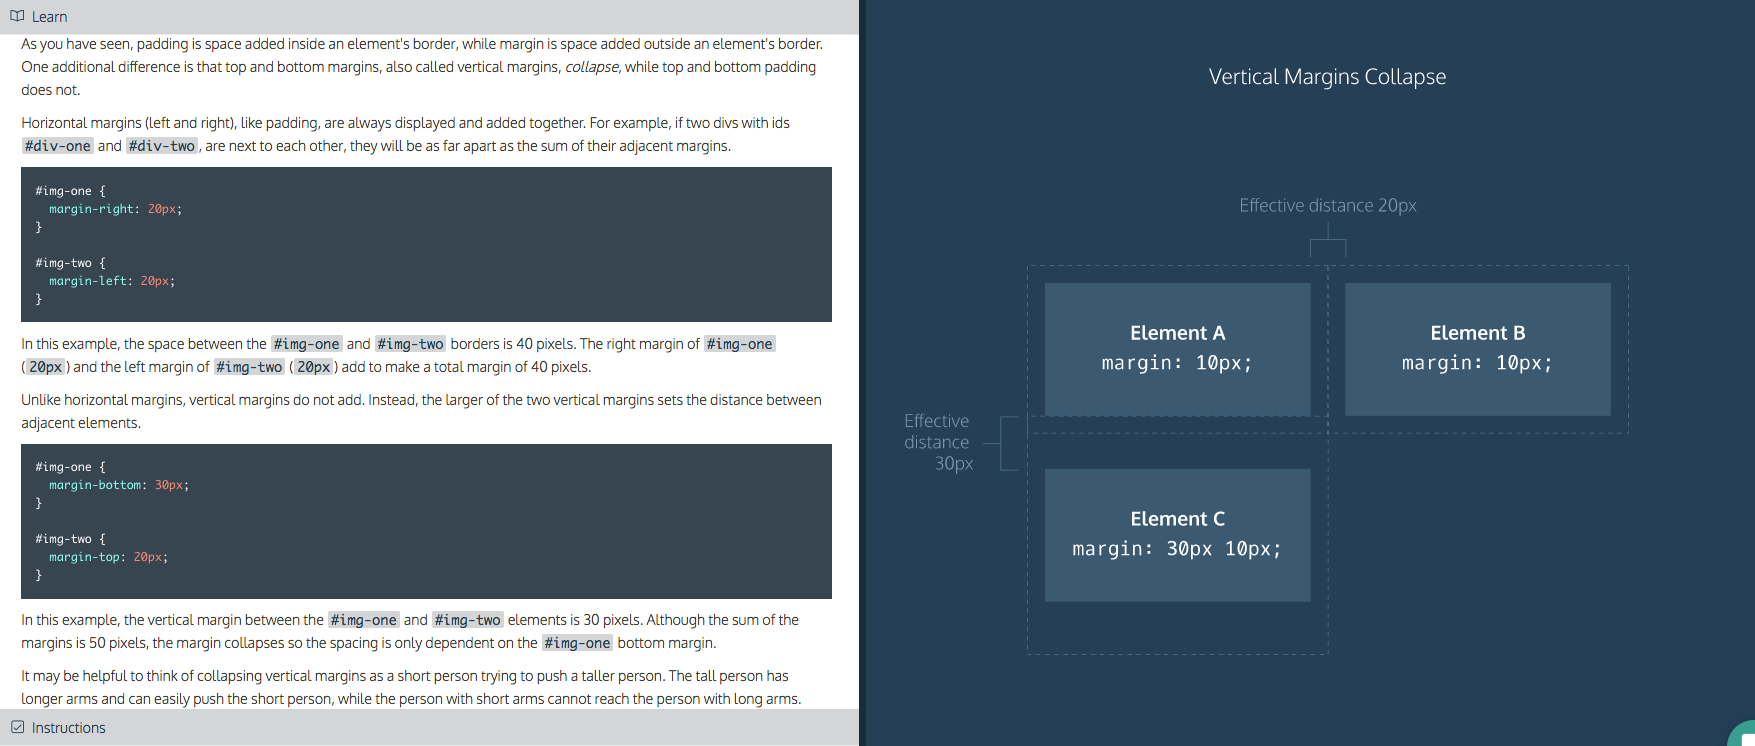 Learn
As you have seen, padding is space added inside an element's border, while margin is space added outside an element's border.
One additional difference is that top and bottom margins, also called vertical margins, collapse, while top and bottom padding
does not.
Horizontal margins (left and right), like padding, are always displayed and added together. For example, if two divs with ids
#div-one and #div-two, are next to each other, they will be as far apart as the sum of their adjacent margins.
#img-one {
  margin-right: 20px;
}
#img-two {
  margin-left: 20px;
}
In this example, the space between the #img-one and #img-two borders is 40 pixels. The right margin of #img-one
(20px) and the left margin of #img-two (20px) add to make a total margin of 40 pixels.
Unlike horizontal margins, vertical margins do not add. Instead, the larger of the two vertical margins sets the distance between
adjacent elements.
#img-one {
  margin-bottom: 30px;
}
#img-two {
  margin-top: 20px;
}
In this example, the vertical margin between the #img-one and #img-two elements is 30 pixels. Although the sum of the
margins is 50 pixels, the margin collapses so the spacing is only dependent on the #img-one bottom margin.
It may be helpful to think of collapsing vertical margins as a short person trying to push a taller person. The tall person has
longer arms and can easily push the short person, while the person with short arms cannot reach the person with long arms.
Instructions
Vertical Margins Collapse
Effective distance 20px
Element A
margin: 10px;
Element B
margin: 10px;
Effective
distance
30px
Element C
margin: 30px 10px;